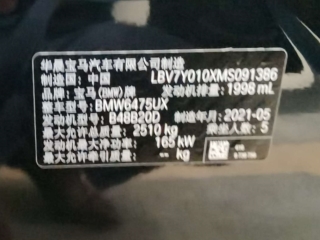 华晨宝马汽车有限公司制造
制造国：中国 LBV7Y010XMS091386
品牌：宝马(BMW)牌 发动机排量：1998 mL
整车型号：BMW6475UX
发动机型号：B48B20D 制造年月：2021-05
最大允许总质量：2510 kg 乘坐人数：5
发动机最大净功率：165 kW
最大允许牵引质量：-- kg